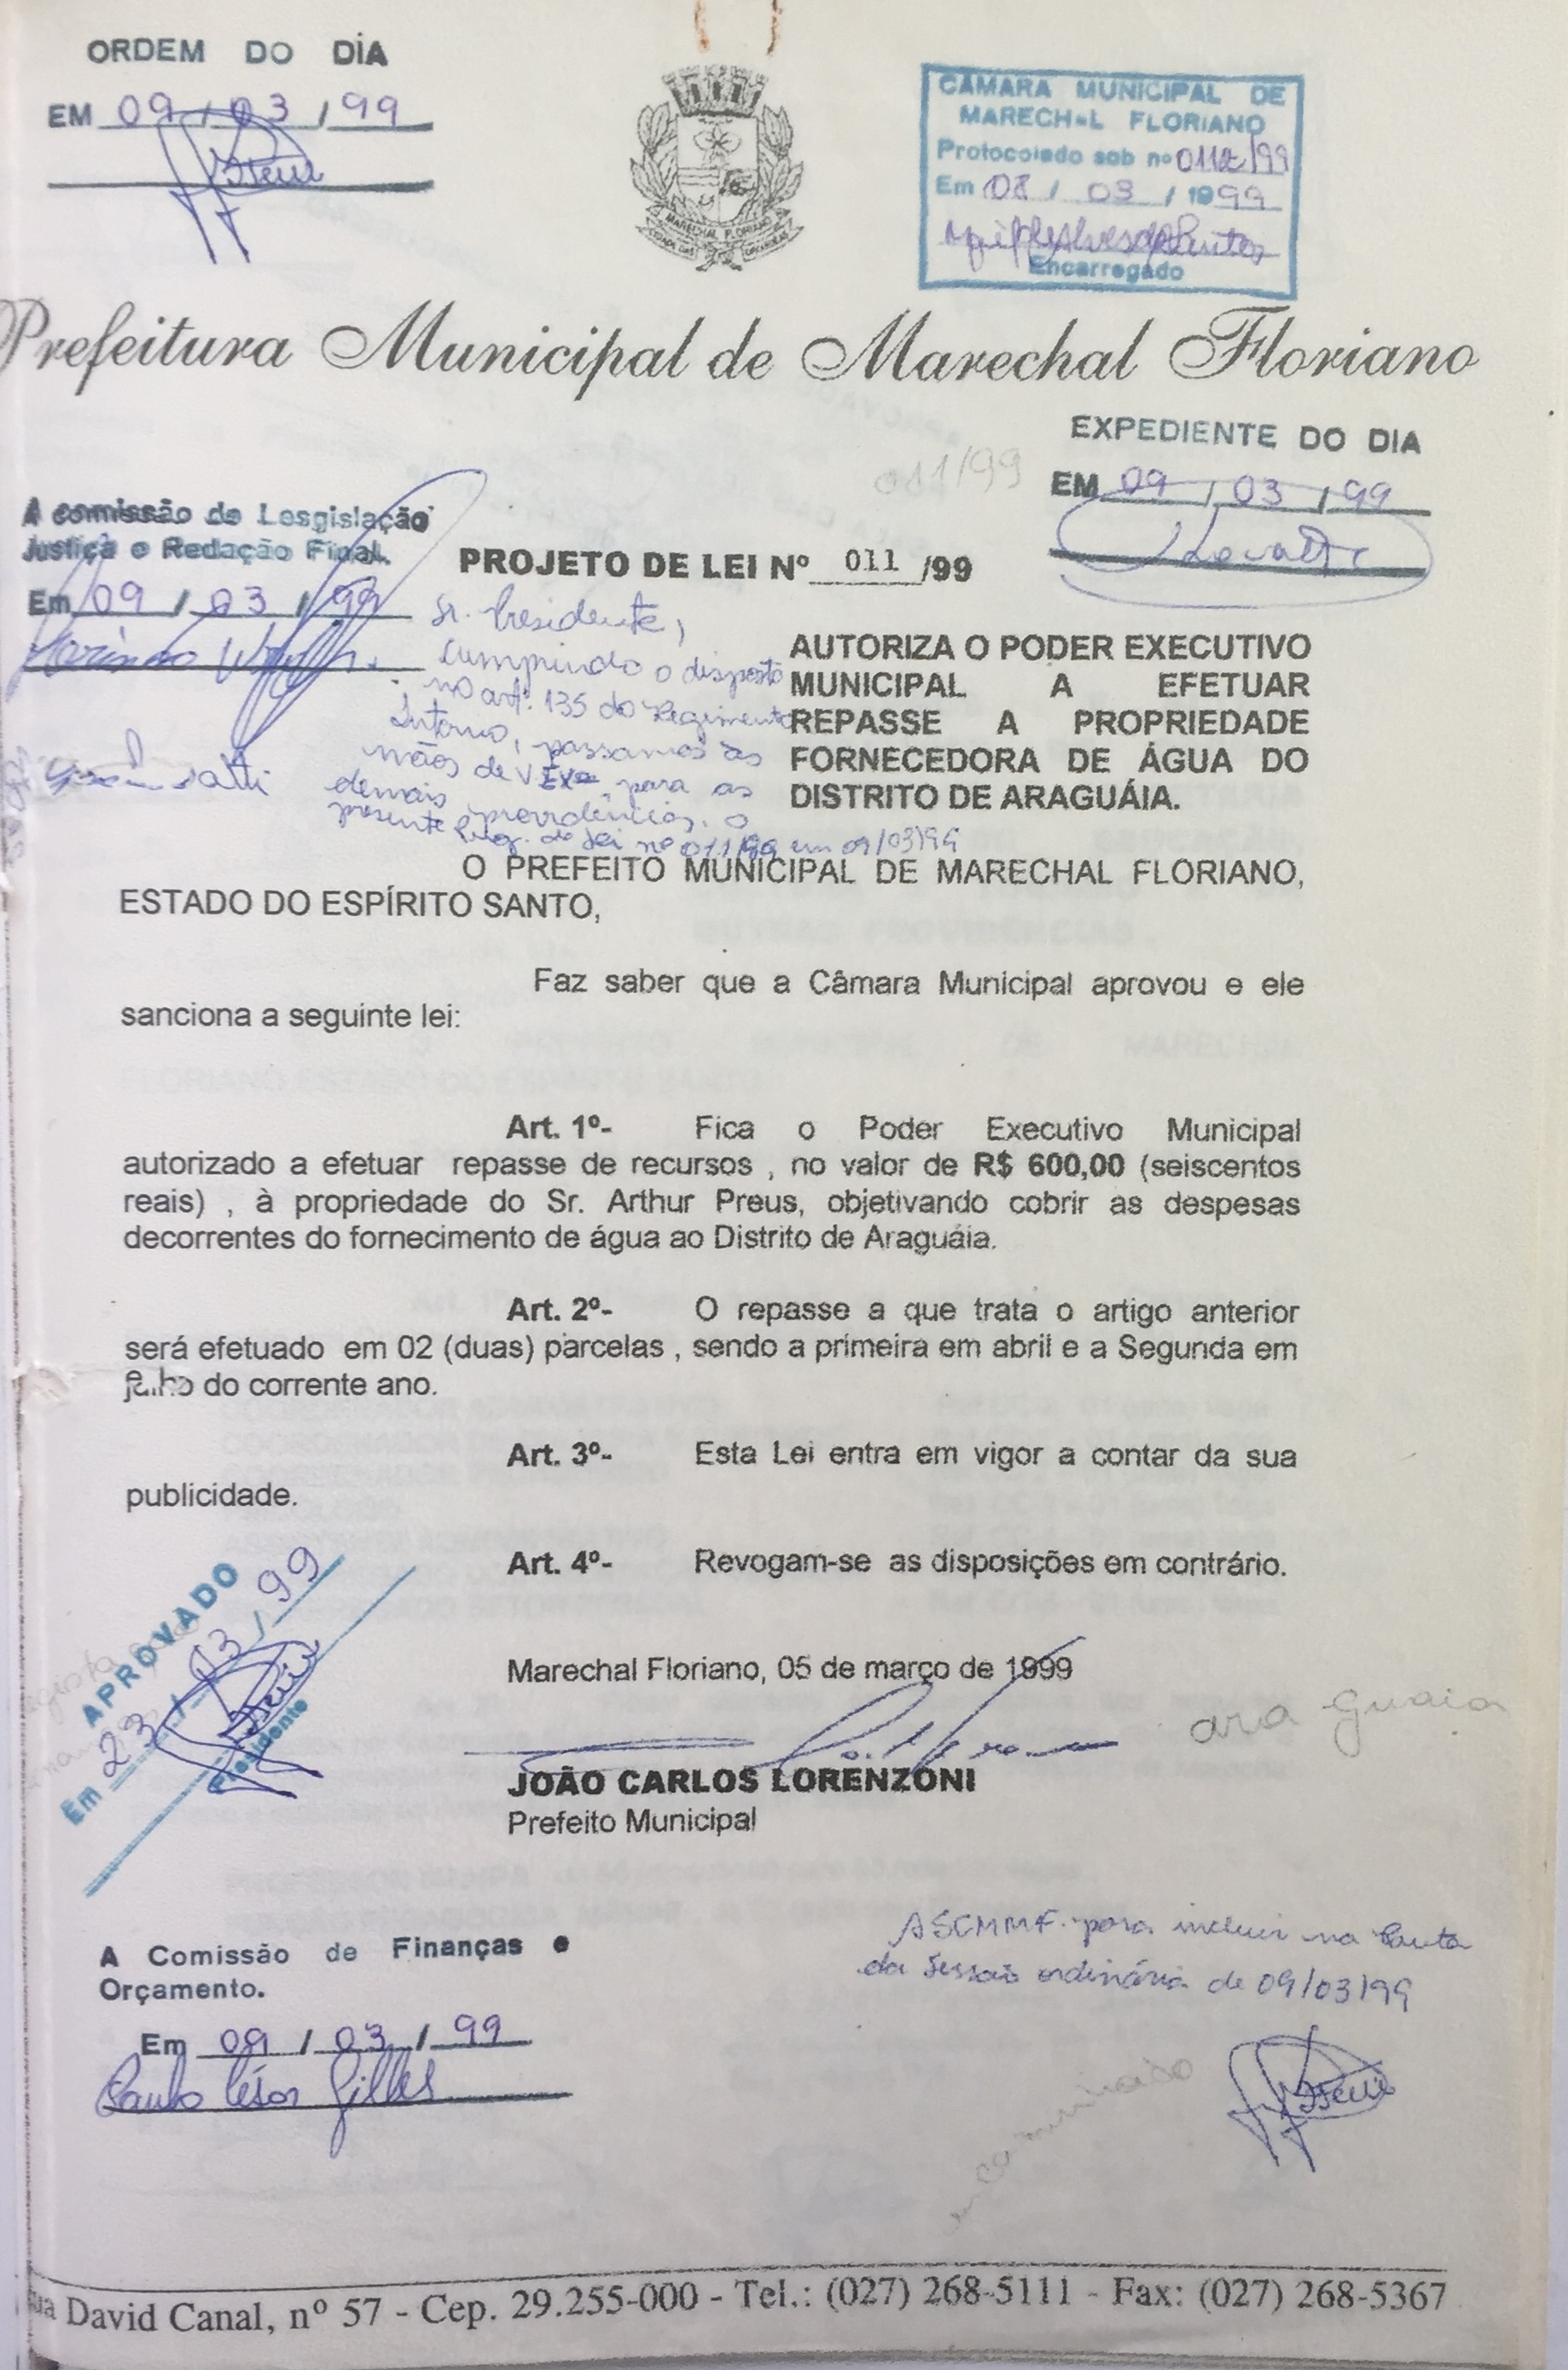 ORDEM DO DIA
EM 09 / 03 / 99
CÂMARA MUNICIPAL DE
MARECHAL FLORIANO
Protocolado sob nº 0112/99
Em 08 / 03 / 1999
Encarregado
MARECHAL FLORIANO
CIDADE DAS ORQUÍDEAS
Prefeitura Municipal de Marechal Floriano
EXPEDIENTE DO DIA
EM 09 / 03 / 99
011/99
A comissão de Lesgislação
Justiça e Redação Final.
Em 09 / 03 / 99
PROJETO DE LEI Nº 011 /99
Sr. Presidente,
Cumprindo o disposto
no artº. 135 do Regimento
Interno, passamos às
mãos de V. Exª. para as
demais providências, o
presente Proj. de Lei nº 011/99 em 09/03/99
AUTORIZA O PODER EXECUTIVO
MUNICIPAL A EFETUAR
REPASSE A PROPRIEDADE
FORNECEDORA DE ÁGUA DO
DISTRITO DE ARAGUÁIA.
O PREFEITO MUNICIPAL DE MARECHAL FLORIANO,
ESTADO DO ESPÍRITO SANTO,
Faz saber que a Câmara Municipal aprovou e ele
sanciona a seguinte lei:
Art. 1º- Fica o Poder Executivo Municipal
autorizado a efetuar repasse de recursos , no valor de R$ 600,00 (seiscentos
reais) , à propriedade do Sr. Arthur Preus, objetivando cobrir as despesas
decorrentes do fornecimento de água ao Distrito de Araguáia.
Art. 2º- O repasse a que trata o artigo anterior
será efetuado em 02 (duas) parcelas , sendo a primeira em abril e a Segunda em
do corrente ano.
Art. 3º- Esta Lei entra em vigor a contar da sua
publicidade.
Art. 4º- Revogam-se as disposições em contrário.
APROVADO
Em 23 / 03 / 99
Presidente
Marechal Floriano, 05 de março de 1999
ara Guaia
JOÃO CARLOS LORENZONI
Prefeito Municipal
A Comissão de Finanças e
Orçamento.
Em 09 / 03 / 99
Paulo César Gilles
ASCMMF. para incluir na Pauta
da Sessão ordinária de 09/03/99
David Canal, nº 57 - Cep. 29.255-000 - Tel.: (027) 268-5111 - Fax: (027) 268-5367